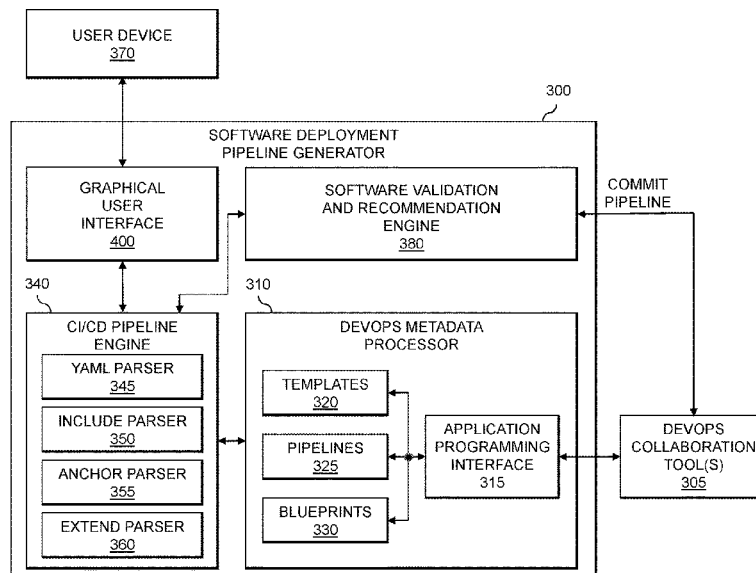 USER DEVICE
370
300
SOFTWARE DEPLOYMENT
PIPELINE GENERATOR
GRAPHICAL
USER
INTERFACE
400
SOFTWARE VALIDATION
AND RECOMMENDATION
ENGINE
380
COMMIT
PIPELINE
340
CI/CD PIPELINE
ENGINE
YAML PARSER
345
INCLUDE PARSER
350
ANCHOR PARSER
355
EXTEND PARSER
360
310
DEVOPS METADATA
PROCESSOR
TEMPLATES
320
PIPELINES
325
BLUEPRINTS
330
APPLICATION
PROGRAMMING
INTERFACE
315
DEVOPS
COLLABORATION
TOOL(S)
305